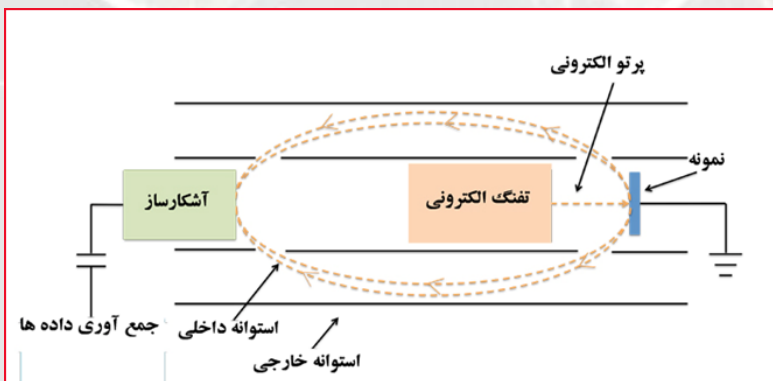 پرتو الکترونی
نمونه
تفنگ الکترونی
آشکارساز
جمع آوری داده ها
استوانه داخلی
استوانه خارجی